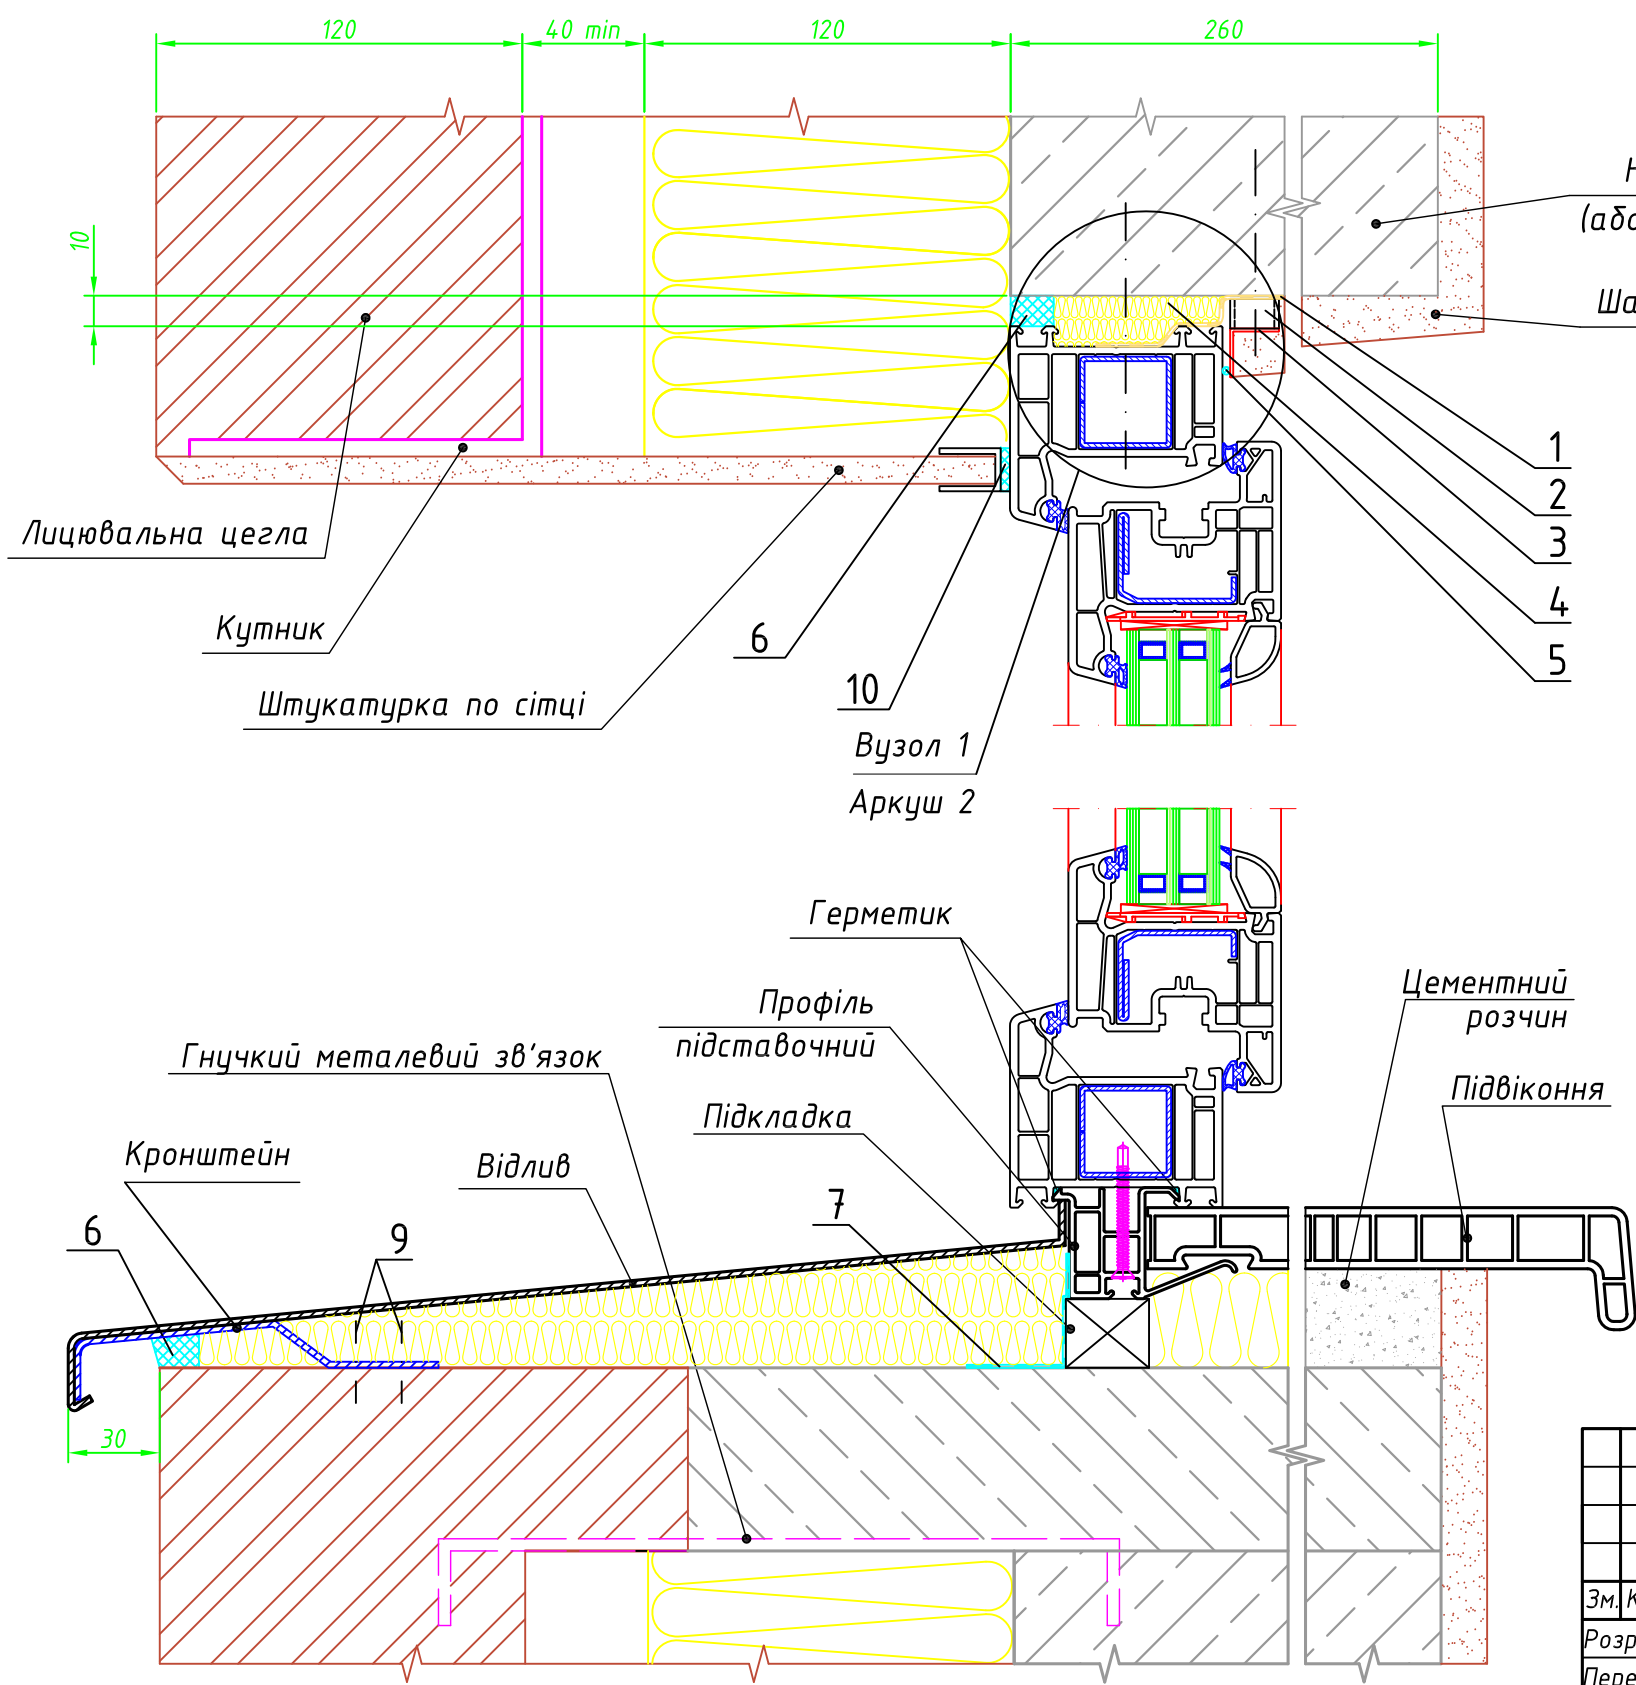 120
40 min
120
260
10
(або
Лицювальна цегла
Кутник
Штукатурка по сітці
6
10
Вузол 1
Аркуш 2
1
2
3
4
5
Герметик
Профіль
підставочний
Гнучкий металевий зв'язок
Підкладка
Кронштейн
Відлив
7
6
9
30
Цементний
розчин
Підвіконня
Зм.